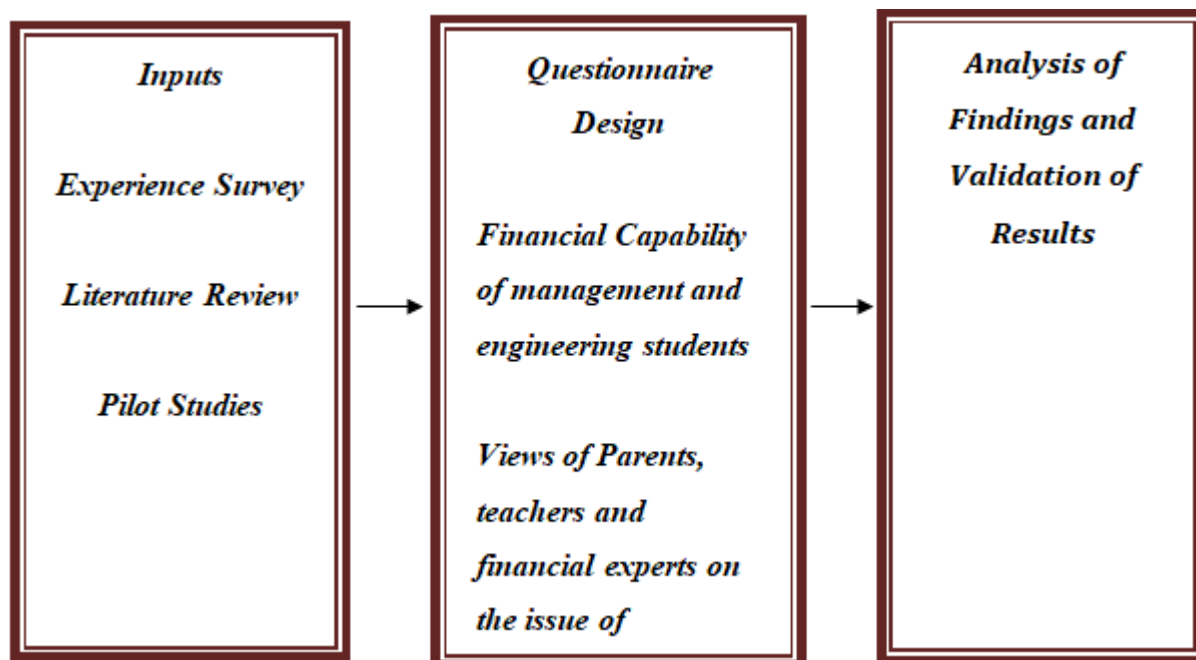 Inputs
Experience Survey
Literature Review
Pilot Studies
Questionnaire
Design
Financial Capability
of management and
engineering students
Views of Parents,
teachers and
financial experts on
the issue of
Analysis of
Findings and
Validation of
Results